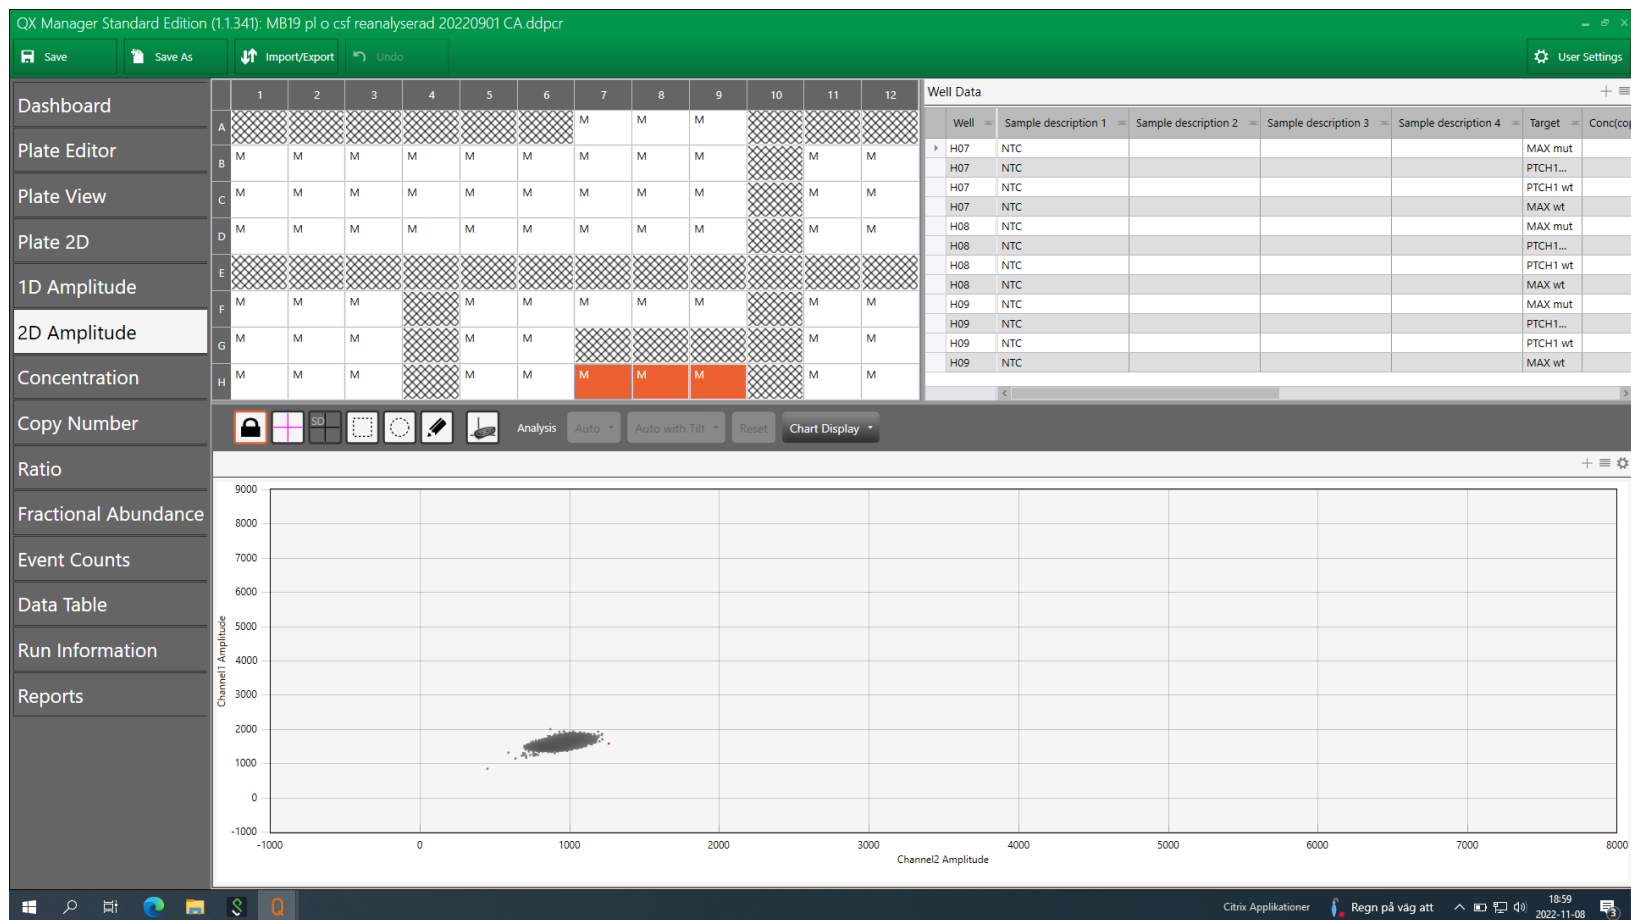 QX Manager Standard Edition (1.1.341): MB19 pl o csf reanalyserad 20220901 CA.ddpcr
Save
Save As
Import/Export
Undo
User Settings
Dashboard
Plate Editor
Plate View
Plate 2D
1D Amplitude
2D Amplitude
Concentration
Copy Number
Ratio
Fractional Abundance
Event Counts
Data Table
Run Information
Reports
1 2 3 4 5 6 7 8 9 10 11 12
A M M M
B M M M M M M M M M M M
C M M M M M M M M M M M
D M M M M M M M M M M M
E
F M M M M M M M M M M
G M M M M M M M
H M M M M M M M M M M
Well Data
Well Sample description 1 Sample description 2 Sample description 3 Sample description 4 Target Conc(cop
H07 NTC MAX mut
H07 NTC PTCH1...
H07 NTC PTCH1 wt
H07 NTC MAX wt
H08 NTC MAX mut
H08 NTC PTCH1...
H08 NTC PTCH1 wt
H08 NTC MAX wt
H09 NTC MAX mut
H09 NTC PTCH1...
H09 NTC PTCH1 wt
H09 NTC MAX wt
SD
Analysis
Auto
Auto with Tilt
Reset
Chart Display
9000
8000
7000
6000
5000
4000
3000
2000
1000
0
-1000
Channel1 Amplitude
-1000 0 1000 2000 3000 4000 5000 6000 7000 8000
Channel2 Amplitude
Q
Citrix Applikationer
Regn på väg att
18:59
2022-11-08
3